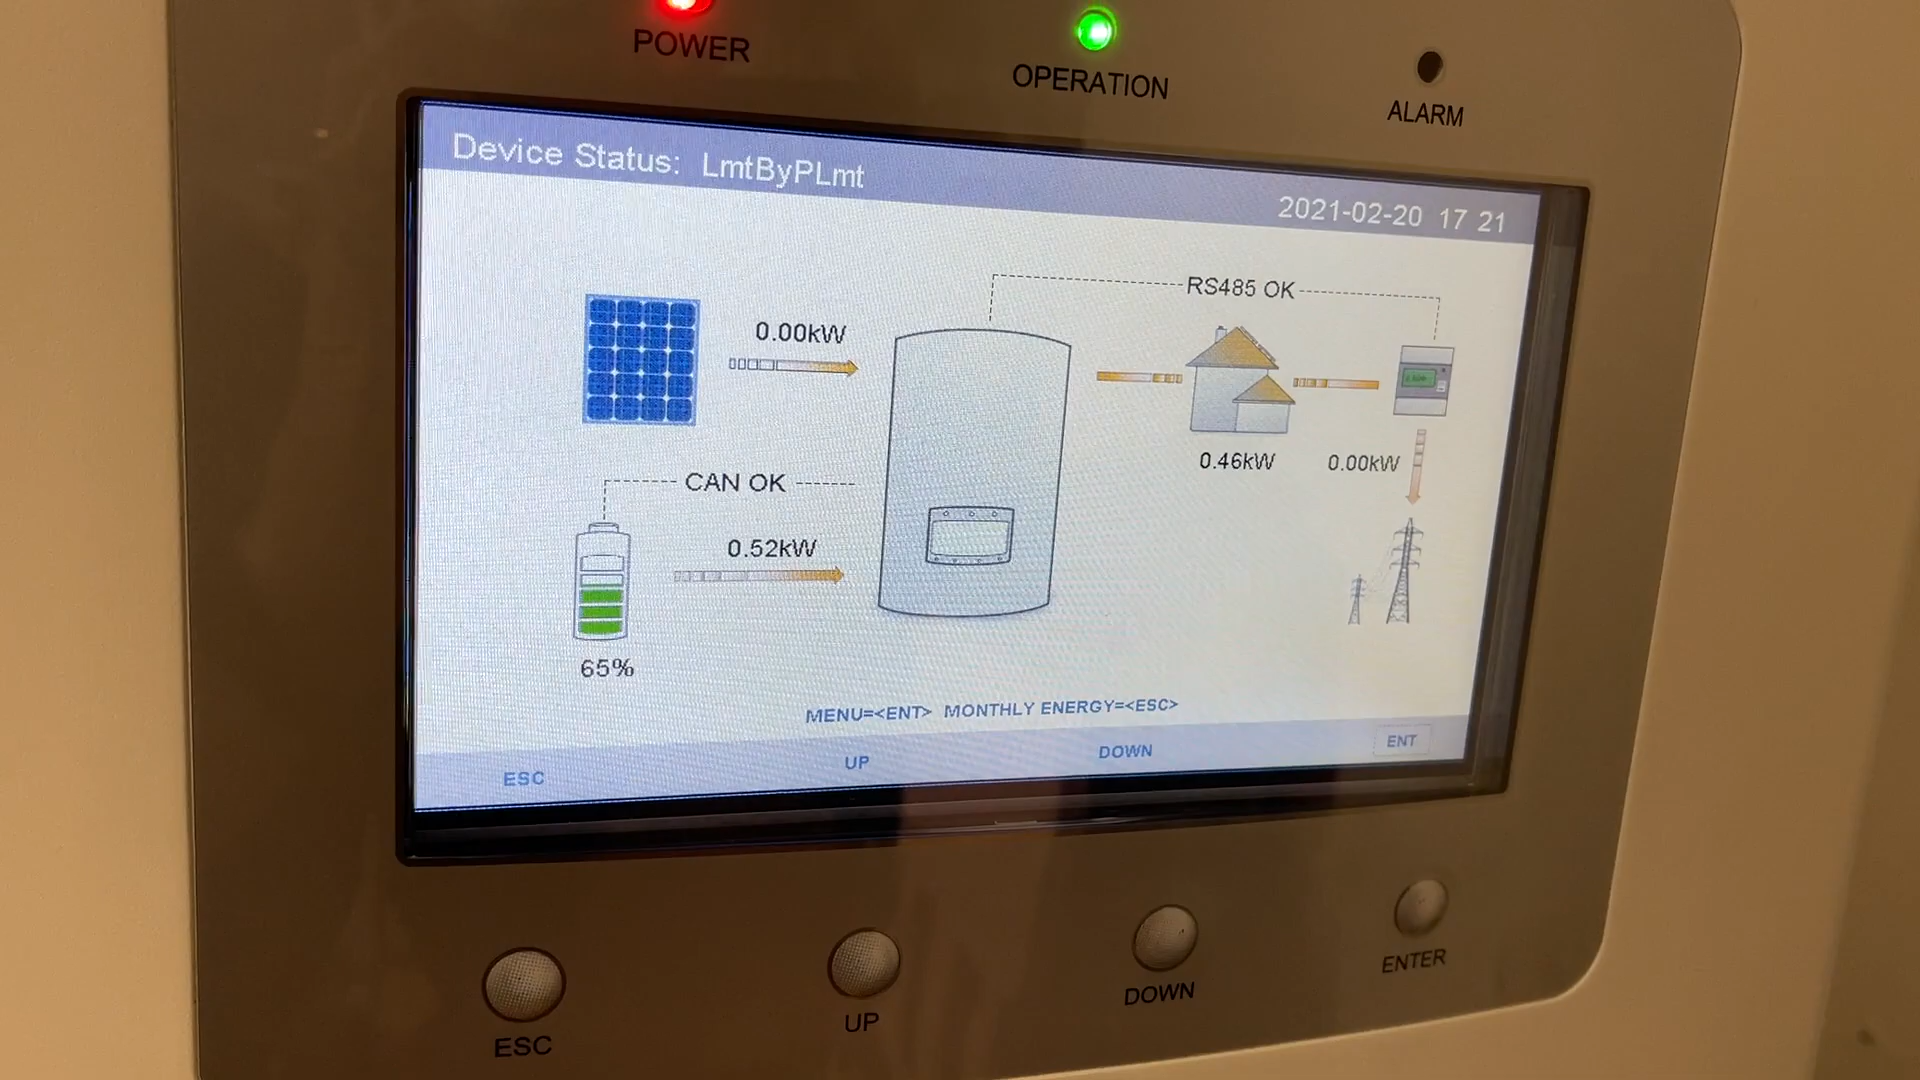 POWER
OPERATION
ALARM
Device Status: LmtByPLmt
2021-02-20 17 21
RS485 OK
0.00kW
0.46kW
0.00kW
CAN OK
0.52kW
65%
MENU=<ENT> MONTHLY ENERGY=<ESC>
ESC
UP
DOWN
ENT
ESC
UP
DOWN
ENTER